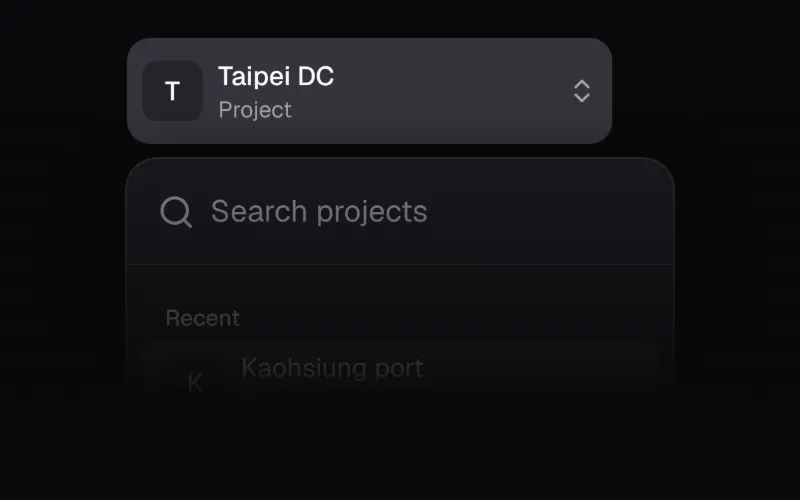 T
Taipei DC
Project
Search projects
Recent
K
Kaohsiung port